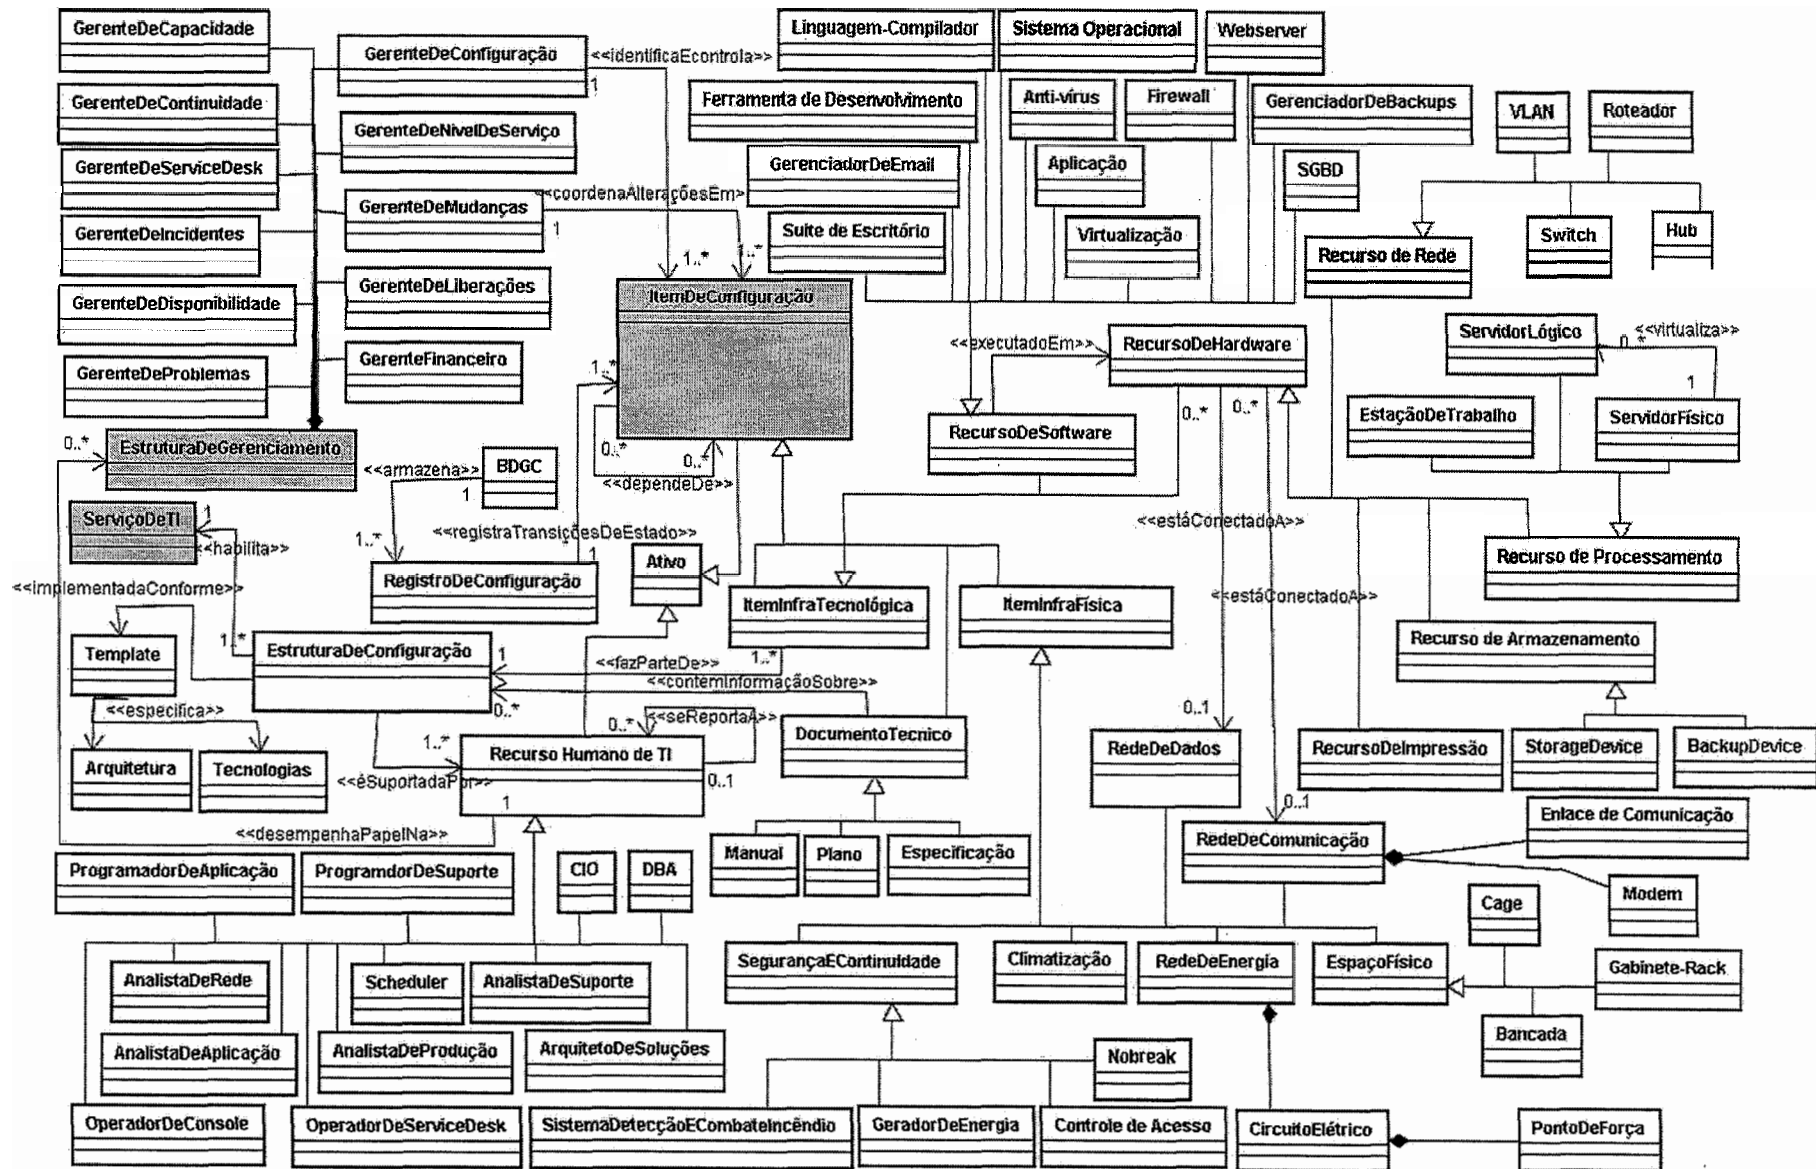 GerenteDeCapacidade
GerenteDeConfiguração
<<identificaEcontrola>>
1
Linguagem-Compilador
Sistema Operacional
Webserver
GerenteDeContinuidade
GerenteDeNivelDeServiço
Ferramenta de Desenvolvimento
Anti-vírus
Firewall
GerenciadorDeBackups
VLAN
Roteador
GerenteDeServiceDesk
GerenciadorDeEmail
Aplicação
SGBD
GerenteDeMudanças
<<coordenaAlteraçõesEm>>
1
GerenteDeIncidentes
Suite de Escritório
Virtualização
Recurso de Rede
Switch
Hub
1..*
1..*
GerenteDeDisponibilidade
GerenteDeLiberações
ItemDeConfiguração
GerenteDeProblemas
GerenteFinanceiro
<<executadoEm>>
RecursoDeHardware
ServidorLógico
<<virtualiza>>
0..*
1
1..*
0..*
0..*
EstaçãoDeTrabalho
ServidorFísico
RecursoDeSoftware
0..*
EstruturaDeGerenciamento
0..*
0..*
<<dependeDe>>
<<armazena>>
1
BDGC
ServiçoDeTI
1
<<habilita>>
1..*
<<registraTransiçõesDeEstado>>
1
<<estáConectadoA>>
Ativo
Recurso de Processamento
<<implementadaConforme>>
RegistroDeConfiguração
ItemInfraTecnológica
ItemInfraFísica
<<estáConectadoA>>
1..*
Template
EstruturaDeConfiguração
1
<<fazParteDe>>
1..*
Recurso de Armazenamento
<<contemInformaçãoSobre>>
0..*
<<especifica>>
0..*
<<seReportaA>>
0..1
1..*
Arquitetura
Tecnologias
Recurso Humano de TI
0..1
DocumentoTecnico
RedeDeDados
RecursoDeImpressão
StorageDevice
BackupDevice
<<éSuportadaPor>>
1
0..1
<<desempenhaPapelNa>>
Enlace de Comunicação
Manual
Plano
Especificação
RedeDeComunicação
ProgramadorDeAplicação
ProgramdorDeSuporte
CIO
DBA
Modem
Cage
SegurançaEContinuidade
Climatização
RedeDeEnergia
EspaçoFísico
Gabinete-Rack
AnalistaDeRede
Scheduler
AnalistaDeSuporte
Bancada
AnalistaDeAplicação
AnalistaDeProdução
ArquitetoDeSoluções
Nobreak
OperadorDeConsole
OperadorDeServiceDesk
SistemaDetecçãoECombateIncêndio
GeradorDeEnergia
Controle de Acesso
CircuitoElétrico
PontoDeForça